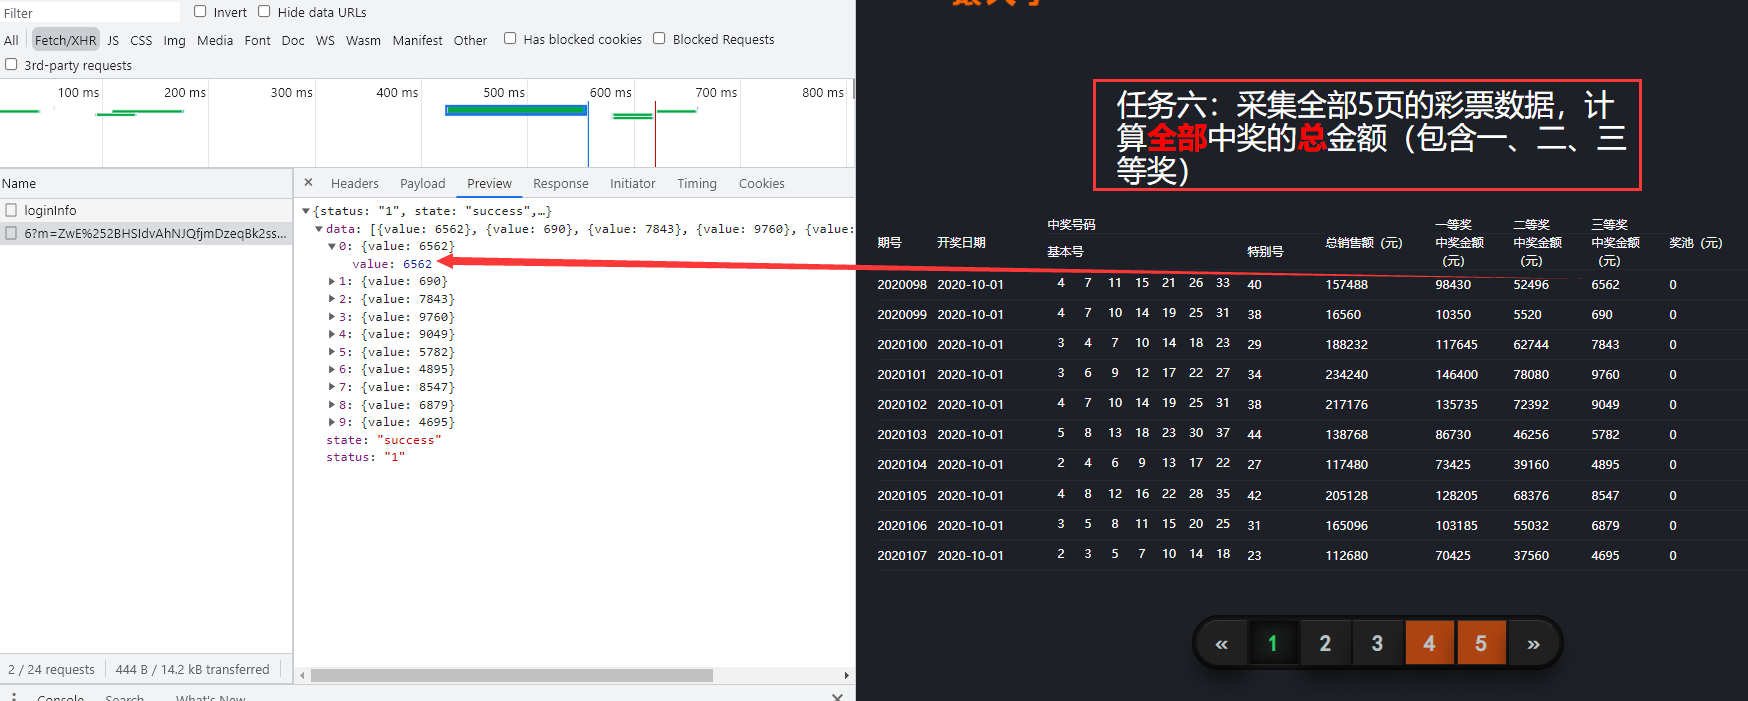 Filter
Invert
Hide data URLs
All Fetch/XHR JS CSS Img Media Font Doc WS Wasm Manifest Other
Has blocked cookies
Blocked Requests
3rd-party requests
100 ms 200 ms 300 ms 400 ms 500 ms 600 ms 700 ms 800 ms
Name
loginInfo
6?m=ZwE%252BHSIdvAhNJQfjmDzeqBk2ss...
× Headers Payload Preview Response Initiator Timing Cookies
{status: "1", state: "success",…}
data: [{value: 6562}, {value: 690}, {value: 7843}, {value: 9760}, {value:
0: {value: 6562}
value: 6562
1: {value: 690}
2: {value: 7843}
3: {value: 9760}
4: {value: 9049}
5: {value: 5782}
6: {value: 4895}
7: {value: 8547}
8: {value: 6879}
9: {value: 4695}
state: "success"
status: "1"
2 / 24 requests
444 B / 14.2 kB transferred
Console Search What's New
任务六：采集全部5页的彩票数据，计
算全部中奖的总金额（包含一、二、三
等奖）
期号 开奖日期 中奖号码 基本号 特别号 总销售额（元） 一等奖 中奖金额 （元） 二等奖 中奖金额 （元） 三等奖 中奖金额 （元） 奖池（元）
2020098 2020-10-01 4 7 11 15 21 26 33 40 157488 98430 52496 6562 0
2020099 2020-10-01 4 7 10 14 19 25 31 38 16560 10350 5520 690 0
2020100 2020-10-01 3 4 7 10 14 18 23 29 188232 117645 62744 7843 0
2020101 2020-10-01 3 6 9 12 17 22 27 34 234240 146400 78080 9760 0
2020102 2020-10-01 4 7 10 14 19 25 31 38 217176 135735 72392 9049 0
2020103 2020-10-01 5 8 13 18 23 30 37 44 138768 86730 46256 5782 0
2020104 2020-10-01 2 4 6 9 13 17 22 27 117480 73425 39160 4895 0
2020105 2020-10-01 4 8 12 16 22 28 35 42 205128 128205 68376 8547 0
2020106 2020-10-01 3 5 8 11 15 20 25 31 165096 103185 55032 6879 0
2020107 2020-10-01 2 3 5 7 10 14 18 23 112680 70425 37560 4695 0
« 1 2 3 4 5 »